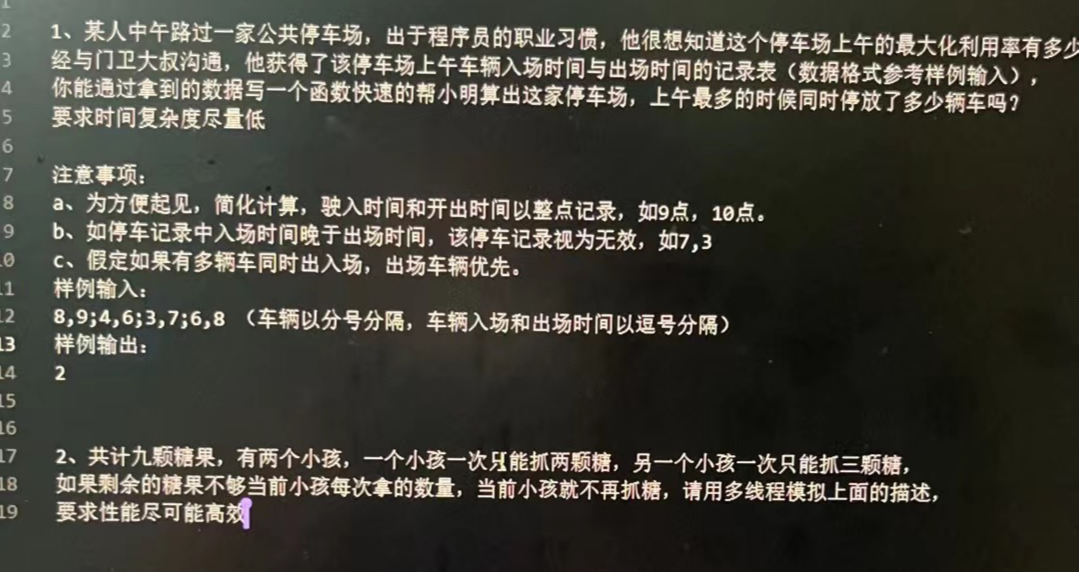 2 1、某人中午路过一家公共停车场，出于程序员的职业习惯，他很想知道这个停车场上午的最大化利用率有多少
3 经与门卫大叔沟通，他获得了该停车场上午车辆入场时间与出场时间的记录表（数据格式参考样例输入），
4 你能通过拿到的数据写一个函数快速的帮小明算出这家停车场，上午最多的时候同时停放了多少辆车吗？
5 要求时间复杂度尽量低
6
7 注意事项：
8 a、为方便起见，简化计算，驶入时间和开出时间以整点记录，如9点，10点。
9 b、如停车记录中入场时间晚于出场时间，该停车记录视为无效，如7,3
0 c、假定如果有多辆车同时出入场，出场车辆优先。
11 样例输入：
12 8,9;4,6;3,7;6,8 （车辆以分号分隔，车辆入场和出场时间以逗号分隔）
13 样例输出：
14 2
15
16
17 2、共计九颗糖果，有两个小孩，一个小孩一次只能抓两颗糖，另一个小孩一次只能抓三颗糖，
18 如果剩余的糖果不够当前小孩每次拿的数量，当前小孩就不再抓糖，请用多线程模拟上面的描述，
19 要求性能尽可能高效